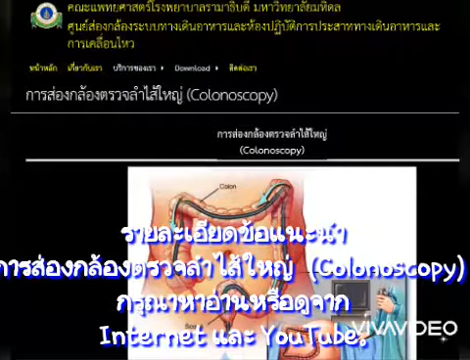 คณะแพทยศาสตร์โรงพยาบาลรามาธิบดี มหาวิทยาลัยมหิดล
ศูนย์ส่องกล้องระบบทางเดินอาหารและห้องปฏิบัติการประสาททางเดินอาหารและ
การเคลื่อนไหว
หน้าหลัก เกี่ยวกับเรา บริการของเรา Download ติดต่อเรา
การส่องกล้องตรวจลำไส้ใหญ่ (Colonoscopy)
การส่องกล้องตรวจลำไส้ใหญ่
(Colonoscopy)
Colon
รายละเอียดข้อแนะนำ
การส่องกล้องตรวจลำไส้ใหญ่ (Colonoscopy)
กรุณาหาอ่านหรือดูจาก
Internet และ YouTube.
VIVAVIDEO